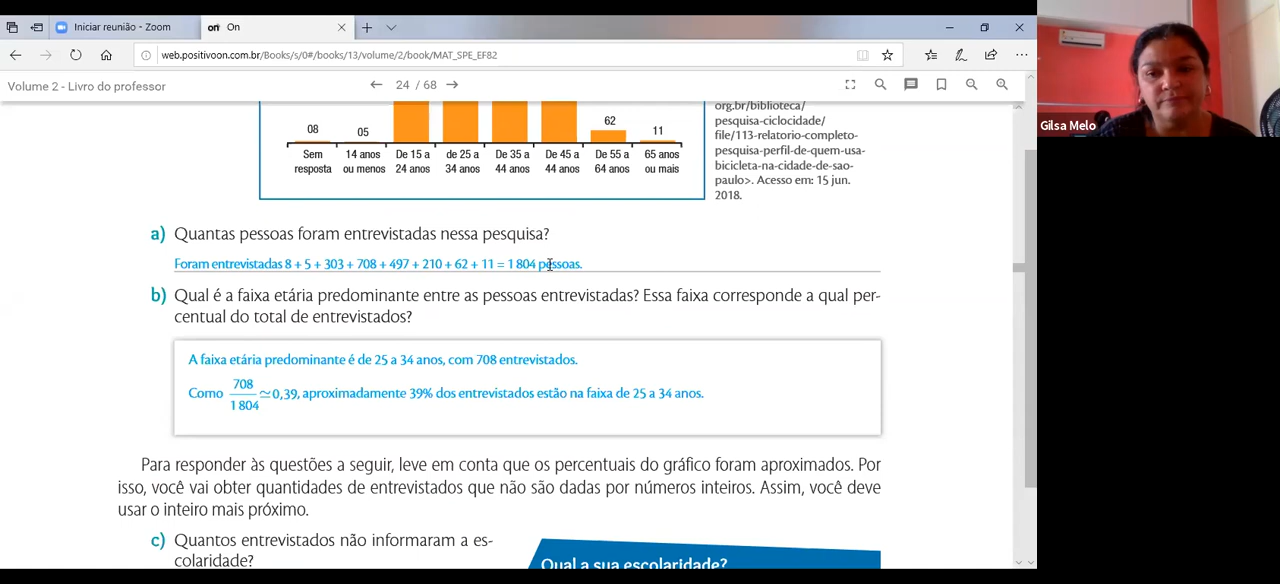 Iniciar reunião - Zoom
On
web.positivoon.br/Books/s/0#/books/13/volume/2/book/MAT_SPE_EF82
Volume 2 - Livro do professor
24 / 68
Gilsa Melo
08
05
62
11
Sem
resposta
14 anos
ou menos
De 15 a
24 anos
de 25 a
34 anos
De 35 a
44 anos
De 45 a
44 anos
De 55 a
64 anos
65 anos
ou mais
org.br/biblioteca/
pesquisa-ciclocidade/
file/113-relatorio-completo-
pesquisa-perfil-de-quem-usa-
bicicleta-na-cidade-de-sao-
paulo>. Acesso em: 15 jun.
2018.
a) Quantas pessoas foram entrevistadas nessa pesquisa?
Foram entrevistadas 8 + 5 + 303 + 708 + 497 + 210 + 62 + 11 = 1 804 pessoas.
b) Qual é a faixa etária predominante entre as pessoas entrevistadas? Essa faixa corresponde a qual per-
centual do total de entrevistados?
A faixa etária predominante é de 25 a 34 anos, com 708 entrevistados.
Como 708/1 804 ≃ 0,39, aproximadamente 39% dos entrevistados estão na faixa de 25 a 34 anos.
Para responder às questões a seguir, leve em conta que os percentuais do gráfico foram aproximados. Por
isso, você vai obter quantidades de entrevistados que não são dadas por números inteiros. Assim, você deve
usar o inteiro mais próximo.
c) Quantos entrevistados não informaram a es-
colaridade?
Qual a sua escolaridade?